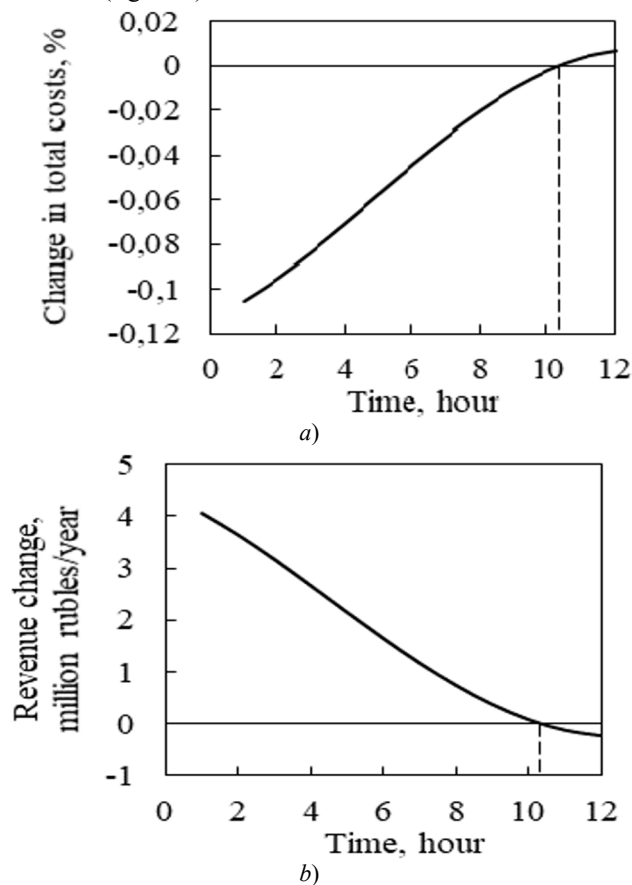 0,02
0
-0,02
-0,04
-0,06
-0,08
-0,1
-0,12
Change in total costs, %
0 2 4 6 8 10 12
Time, hour
a)
5
4
3
2
1
0
-1
Revenue change,
million rubles/year
0 2 4 6 8 10 12
Time, hour
b)